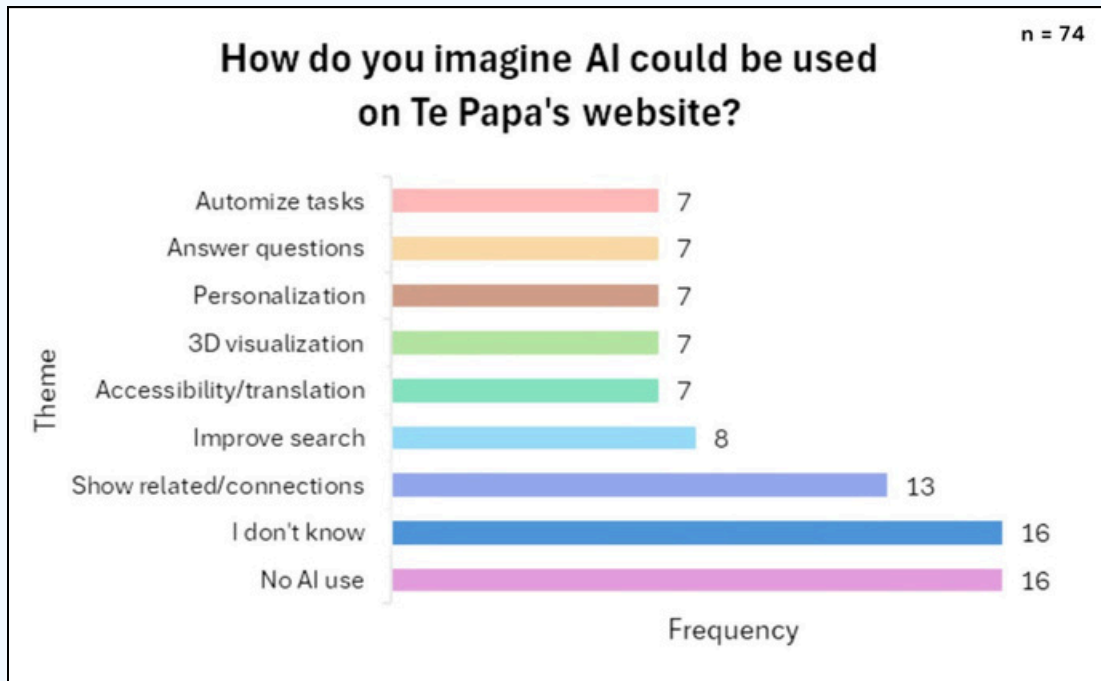 n = 74
How do you imagine AI could be used
on Te Papa's website?
Theme
Automize tasks 7
Answer questions 7
Personalization 7
3D visualization 7
Accessibility/translation 7
Improve search 8
Show related/connections 13
I don't know 16
No AI use 16
Frequency